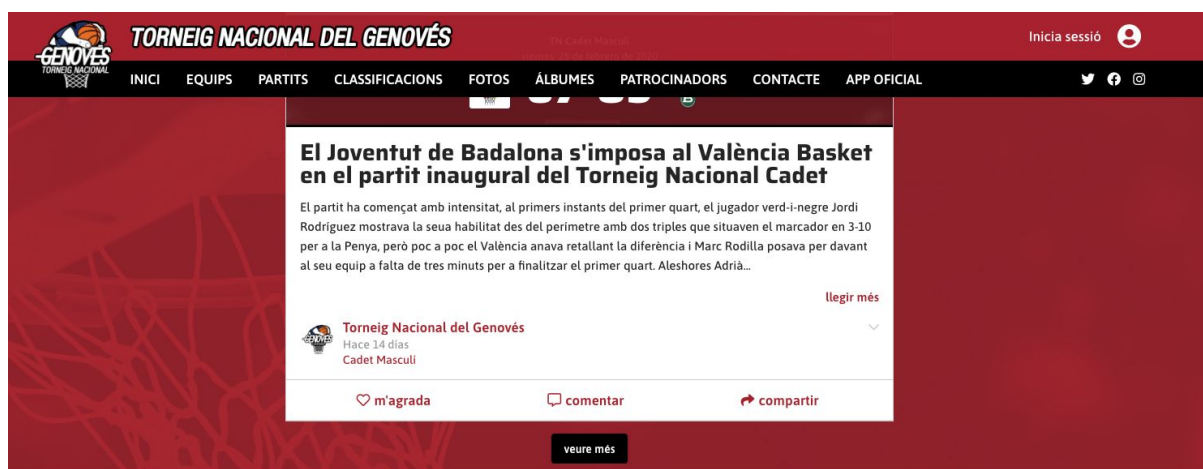 TORNEIG NACIONAL DEL GENOVÉS
Inicia sessió
GENOVÉS
TORNEIG NACIONAL
INICI EQUIPS PARTITS CLASSIFICACIONS FOTOS ÁLBUMES PATROCINADORS CONTACTE APP OFICIAL
El Joventut de Badalona s'imposa al València Basket
en el partit inaugural del Torneig Nacional Cadet
El partit ha començat amb intensitat, al primers instants del primer quart, el jugador verd-i-negre Jordi
Rodríguez mostrava la seua habilitat des del perímetre amb dos triples que situaven el marcador en 3-10
per a la Penya, però poc a poc el València anava retallant la diferència i Marc Rodilla posava per davant
al seu equip a falta de tres minuts per a finalitzar el primer quart. Aleshores Adrià...
llegir més
Torneig Nacional del Genovés
Hace 14 dias
Cadet Masculí
m'agrada comentar compartir
veure més